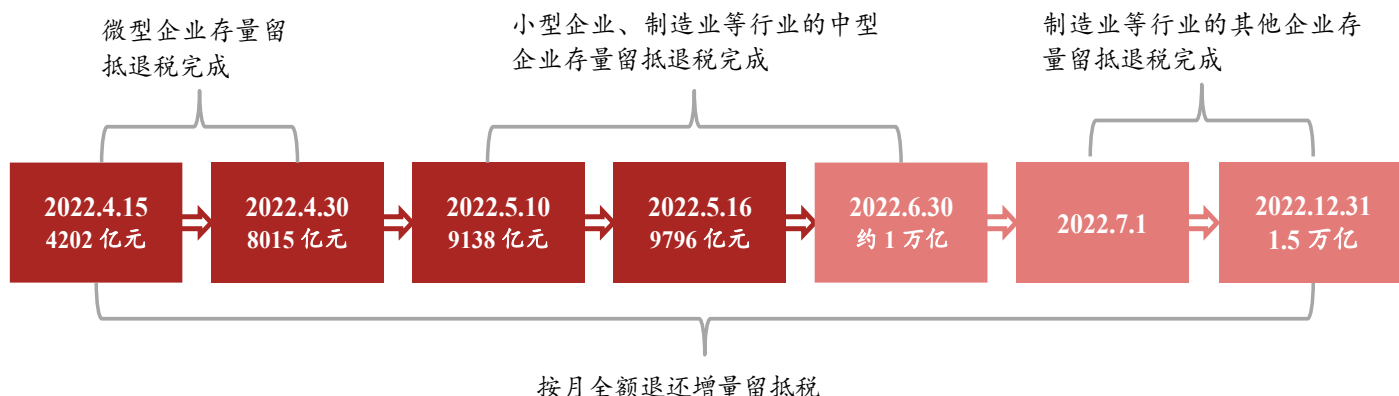 微型企业存量留
抵退税完成
小型企业、制造业等行业的中型
企业存量留抵退税完成
制造业等行业的其他企业存
量留抵退税完成
2022.4.15
4202 亿元
2022.4.30
8015 亿元
2022.5.10
9138 亿元
2022.5.16
9796 亿元
2022.6.30
约 1 万亿
2022.7.1
2022.12.31
1.5 万亿
按月全额退还增量留抵税